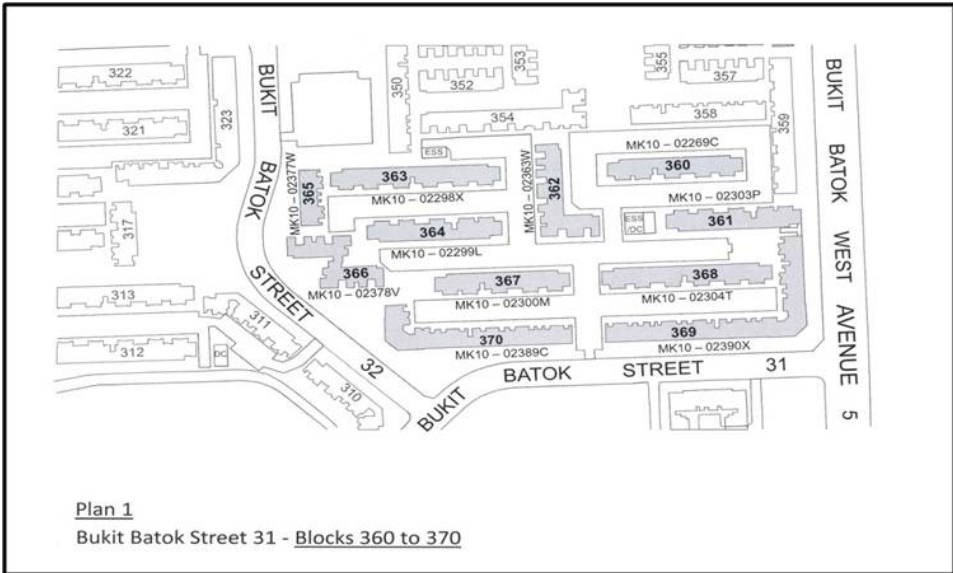 322
321
323
317
313
312
311
310
DC
BUKIT BATOK STREET 32
350
352
353
354
355
357
358
359
ESS
MK10 – 02377W
365
363
MK10 – 02298X
364
MK10 – 02299L
366
MK10 – 02378V
MK10 – 02363W
362
MK10 – 02269C
360
MK10 – 02303P
ESS
/DC
361
367
MK10 – 02300M
368
MK10 – 02304T
370
MK10 – 02389C
369
MK10 – 02390X
BUKIT BATOK STREET 31
BUKIT BATOK WEST AVENUE 5
Plan 1
Bukit Batok Street 31 - Blocks 360 to 370